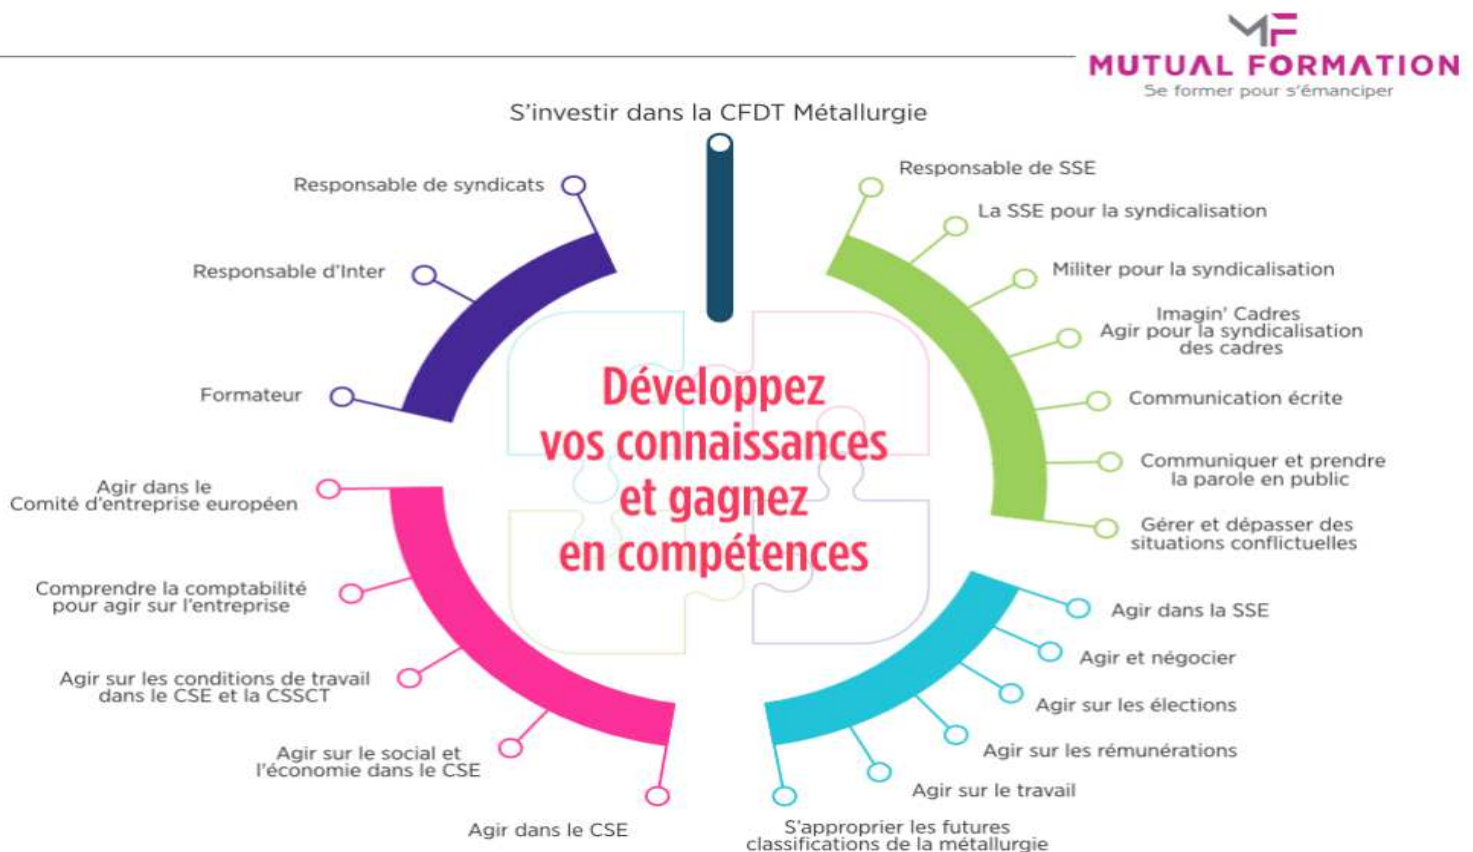 MF
MUTUAL FORMATION
Se former pour s'émanciper
S'investir dans la CFDT Métallurgie
Responsable de syndicats
Responsable d'Inter
Formateur
Responsable de SSE
La SSE pour la syndicalisation
Militer pour la syndicalisation
Imagin' Cadres
Agir pour la syndicalisation
des cadres
Communication écrite
Communiquer et prendre
la parole en public
Gérer et dépasser des
situations conflictuelles
Développez
vos connaissances
et gagnez
en compétences
Agir dans le
Comité d'entreprise européen
Comprendre la comptabilité
pour agir sur l'entreprise
Agir sur les conditions de travail
dans le CSE et la CSSCT
Agir sur le social et
l'économie dans le CSE
Agir dans le CSE
Agir dans la SSE
Agir et négocier
Agir sur les élections
Agir sur les rémunérations
Agir sur le travail
S'approprier les futures
classifications de la métallurgie